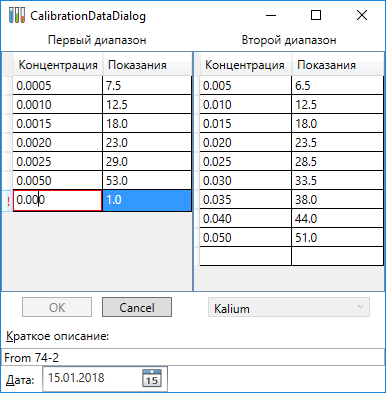 CalibrationDataDialog
Первый диапазон Второй диапазон
Концентрация Показания
0.0005 7.5
0.0010 12.5
0.0015 18.0
0.0020 23.0
0.0025 29.0
0.0050 53.0
! 0.000 1.0
Концентрация Показания
0.005 6.5
0.010 12.5
0.015 18.0
0.020 23.5
0.025 28.5
0.030 33.5
0.035 38.0
0.040 44.0
0.050 51.0
OK Cancel Kalium
Краткое описание:
From 74-2
Дата: 15.01.2018 15